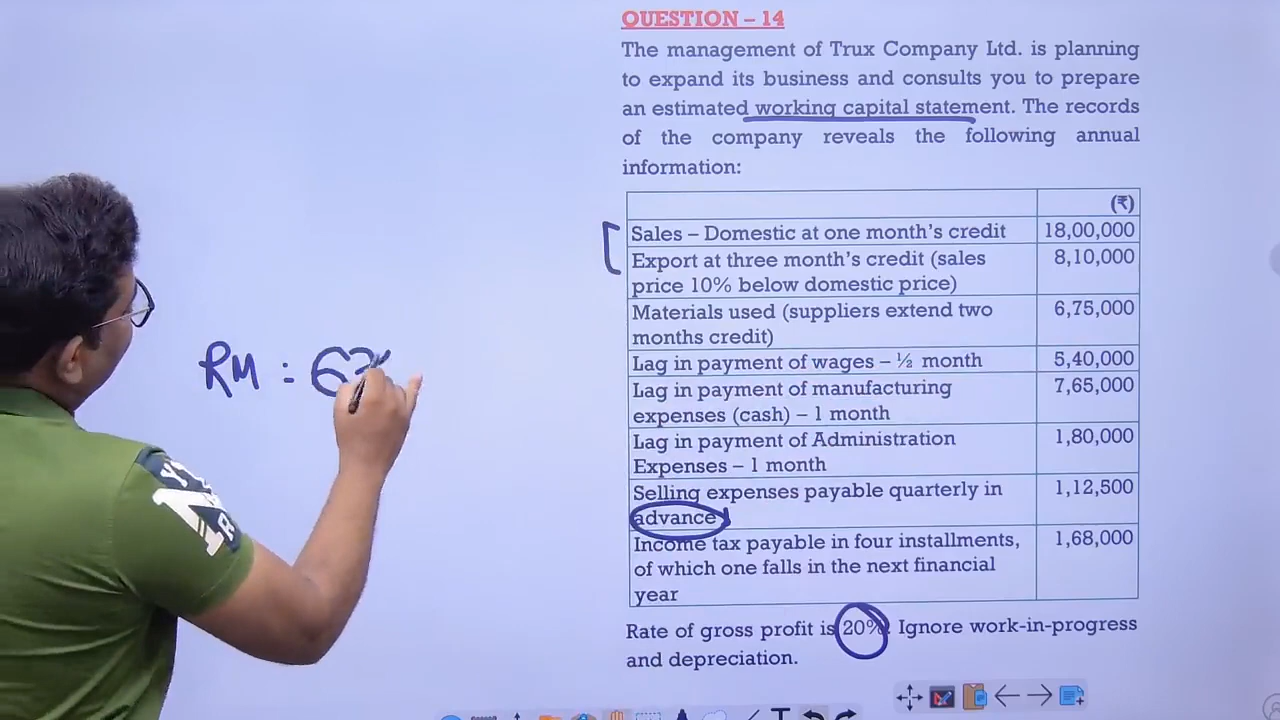 QUESTION – 14
The management of Trux Company Ltd. is planning
to expand its business and consults you to prepare
an estimated working capital statement. The records
of the company reveals the following annual
information:
(₹)
Sales – Domestic at one month's credit 18,00,000
Export at three month's credit (sales 8,10,000
price 10% below domestic price)
Materials used (suppliers extend two 6,75,000
months credit)
Lag in payment of wages – ½ month 5,40,000
Lag in payment of manufacturing 7,65,000
expenses (cash) – 1 month
Lag in payment of Administration 1,80,000
Expenses – 1 month
Selling expenses payable quarterly in 1,12,500
advance
Income tax payable in four installments, 1,68,000
of which one falls in the next financial
year
Rate of gross profit is 20%. Ignore work-in-progress
and depreciation.
RM : 67